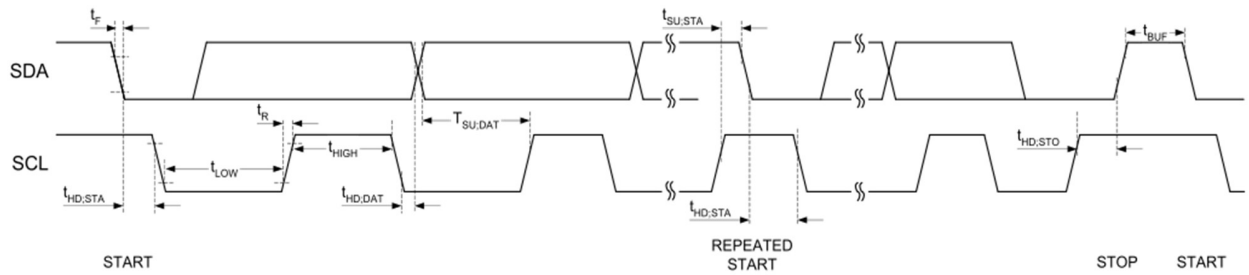 tF
tSU;STA
tBUF
SDA
tR
TSU;DAT
SCL
tHIGH
tLOW
tHD;STO
tHD;STA
tHD;DAT
tHD;STA
START
REPEATED
START
STOP
START